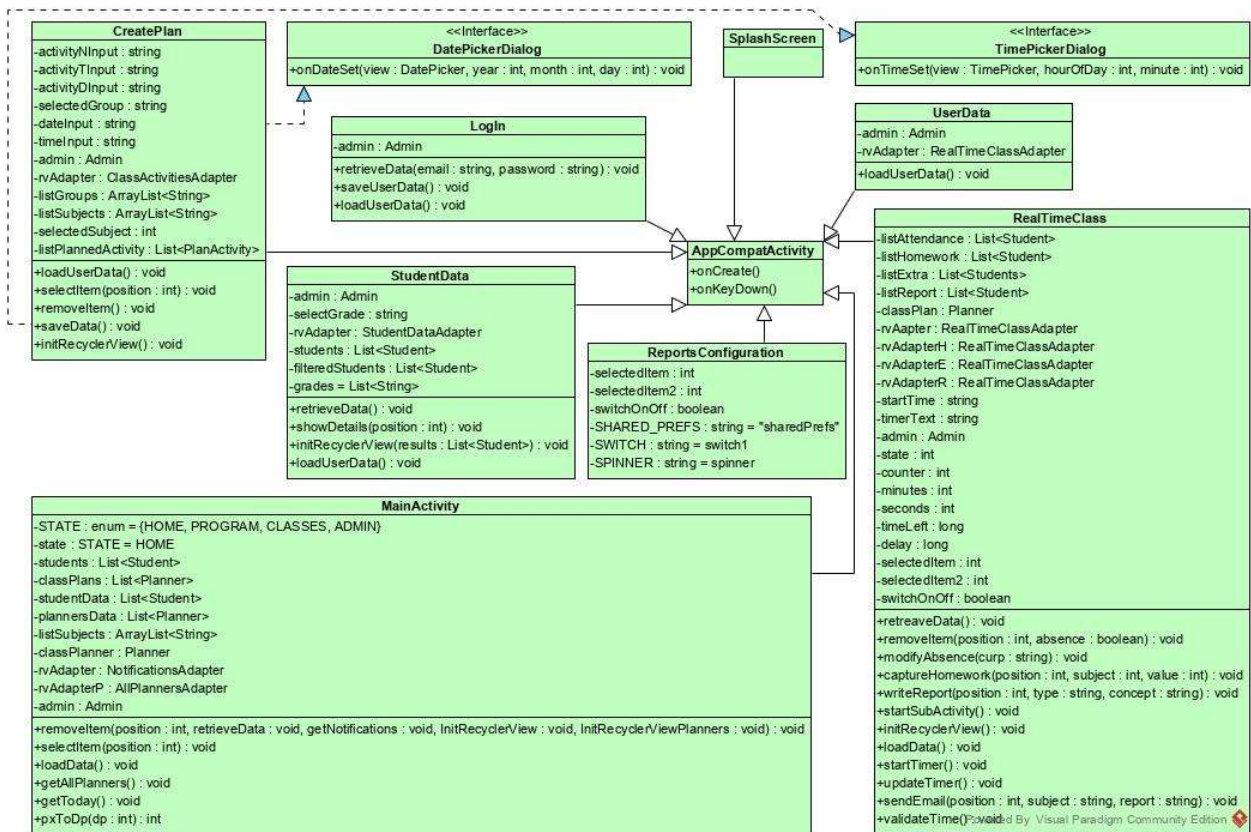 CreatePlan
-activityNInput : string
-activityTInput : string
-activityDInput : string
-selectedGroup : string
-dateInput : string
-timeInput : string
-admin : Admin
-rvAdapter : ClassActivitiesAdapter
-listGroups : ArrayList<String>
-listSubjects : ArrayList<String>
-selectedSubject : int
-listPlannedActivity : List<PlanActivity>
+loadUserData() : void
+selectItem(position : int) : void
+removeItem() : void
+saveData() : void
+initRecyclerView() : void
<<Interface>>
DatePickerDialog
+onDateSet(view : DatePicker, year : int, month : int, day : int) : void
SplashScreen
<<Interface>>
TimePickerDialog
+onTimeSet(view : TimePicker, hourOfDay : int, minute : int) : void
LogIn
-admin : Admin
+retrieveData(email : string, password : string) : void
+saveUserData() : void
+loadUserData() : void
UserData
-admin : Admin
-rvAdapter : RealTimeClassAdapter
+loadUserData() : void
AppCompatActivity
+onCreate()
+onKeyDown()
StudentData
-admin : Admin
-selectGrade : string
-rvAdapter : StudentDataAdapter
-students : List<Student>
-filteredStudents : List<Student>
-grades = List<String>
+retrieveData() : void
+showDetails(position : int) : void
+initRecyclerView(results : List<Student>) : void
+loadUserData() : void
ReportsConfiguration
-selectedItem : int
-selectedItem2 : int
-switchOnOff : boolean
-SHARED_PREFS : string = "sharedPrefs"
-SWITCH : string = switch1
-SPINNER : string = spinner
RealTimeClass
-listAttendance : List<Student>
-listHomework : List<Student>
-listExtra : List<Students>
-listReport : List<Student>
-classPlan : Planner
-rvAapter : RealTimeClassAdapter
-rvAdapterH : RealTimeClassAdapter
-rvAdapterE : RealTimeClassAdapter
-rvAdapterR : RealTimeClassAdapter
-startTime : string
-timerText : string
-admin : Admin
-state : int
-counter : int
-minutes : int
-seconds : int
-timeLeft : long
-delay : long
-selectedItem : int
-selectedItem2 : int
-switchOnOff : boolean
+retreaveData() : void
+removeItem(position : int, absence : boolean) : void
+modifyAbsence(curp : string) : void
+captureHomework(position : int, subject : int, value : int) : void
+writeReport(position : int, type : string, concept : string) : void
+startSubActivity() : void
+initRecyclerView() : void
+loadData() : void
+startTimer() : void
+updateTimer() : void
+sendEmail(position : int, subject : string, report : string) : void
+validateTime() : void
MainActivity
-STATE : enum = {HOME, PROGRAM, CLASSES, ADMIN}
-state : STATE = HOME
-students : List<Student>
-classPlans : List<Planner>
-studentData : List<Student>
-plannersData : List<Planner>
-listSubjects : ArrayList<String>
-classPlanner : Planner
-rvAdapter : NotificationsAdapter
-rvAdapterP : AllPlannersAdapter
-admin : Admin
+removeItem(position : int, retrieveData : void, getNotifications : void, InitRecyclerView : void, InitRecyclerViewPlanners : void) : void
+selectItem(position : int) : void
+loadData() : void
+getAllPlanners() : void
+getToday() : void
+pxToDp(dp : int) : int
Powered By Visual Paradigm Community Edition